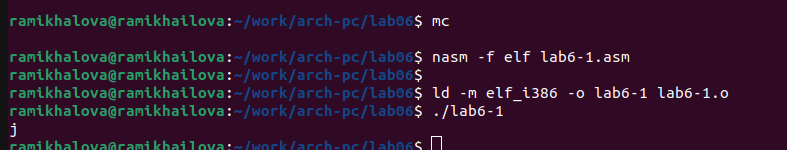 ramikhalova@ramikhailova:~/work/arch-pc/lab06$ mc
ramikhalova@ramikhailova:~/work/arch-pc/lab06$ nasm -f elf lab6-1.asm
ramikhalova@ramikhailova:~/work/arch-pc/lab06$
ramikhalova@ramikhailova:~/work/arch-pc/lab06$ ld -m elf_i386 -o lab6-1 lab6-1.o
ramikhalova@ramikhailova:~/work/arch-pc/lab06$ ./lab6-1
j
ramikhalova@ramikhailova:~/work/arch-pc/lab06$